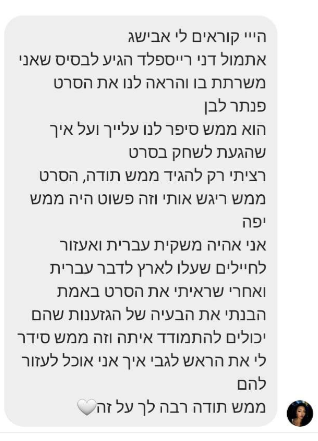 הייי קוראים לי אבישג
אתמול דני רייספלד הגיע לבסיס שאני
משרתת בו והראה לנו את הסרט
פנתר לבן
הוא ממש סיפר לנו עלייך ועל איך
שהגעת לשחק בסרט
רציתי רק להגיד ממש תודה, הסרט
ממש ריגש אותי וזה פשוט היה ממש
יפה
אני אהיה משקית עברית ואעזור
לחיילים שעלו לארץ לדבר עברית
ואחרי שראיתי את הסרט באמת
הבנתי את הבעיה של הגזענות שהם
יכולים להתמודד איתה וזה ממש סידר
לי את הראש לגבי איך אני אוכל לעזור
להם
ממש תודה רבה לך על זה🤍